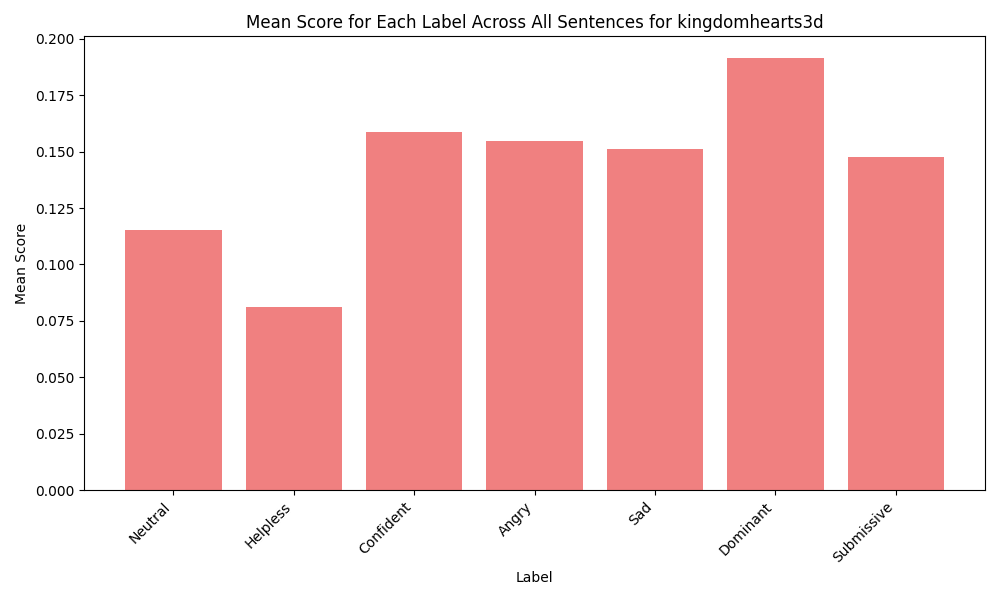 Mean Score for Each Label Across All Sentences for kingdomhearts3d
0.200
0.175
0.150
0.125
0.100
0.075
0.050
0.025
0.000
Mean Score
Neutral
Helpless
Confident
Angry
Sad
Dominant
Submissive
Label